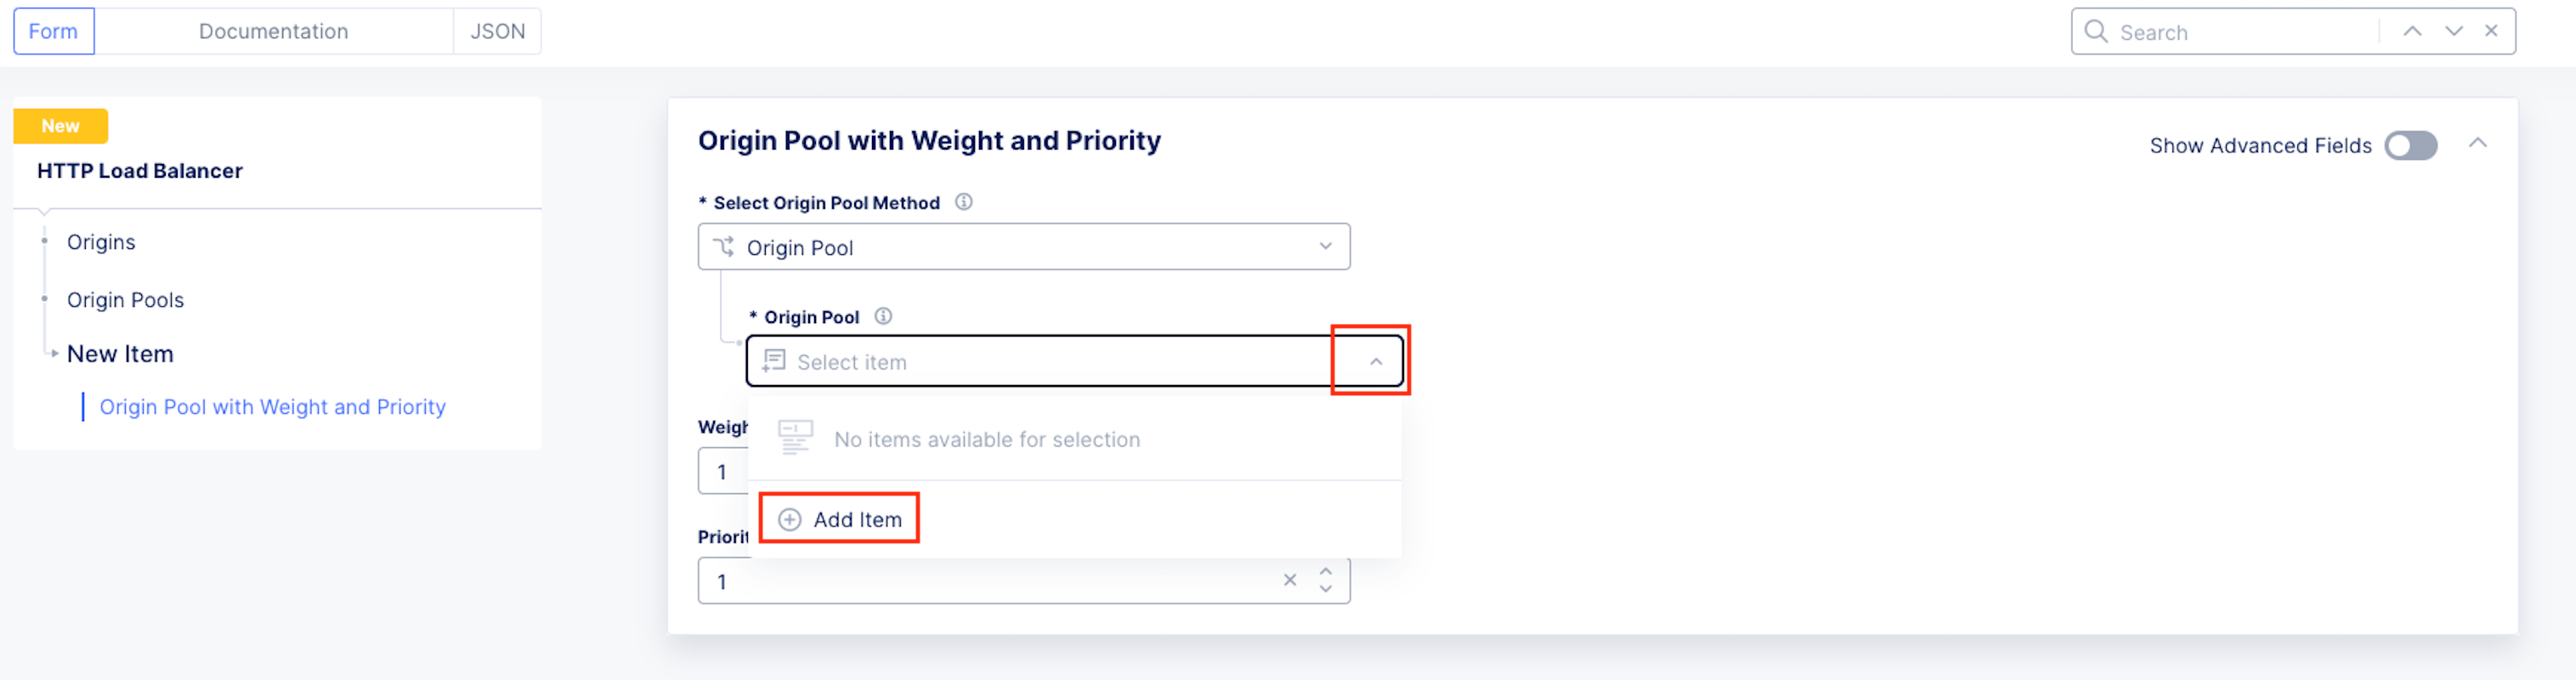 Form
Documentation
JSON
Search
New
HTTP Load Balancer
Origins
Origin Pools
New Item
Origin Pool with Weight and Priority
Origin Pool with Weight and Priority
Show Advanced Fields
* Select Origin Pool Method
Origin Pool
* Origin Pool
Select item
No items available for selection
Add Item
Weigh
1
Priorit
1